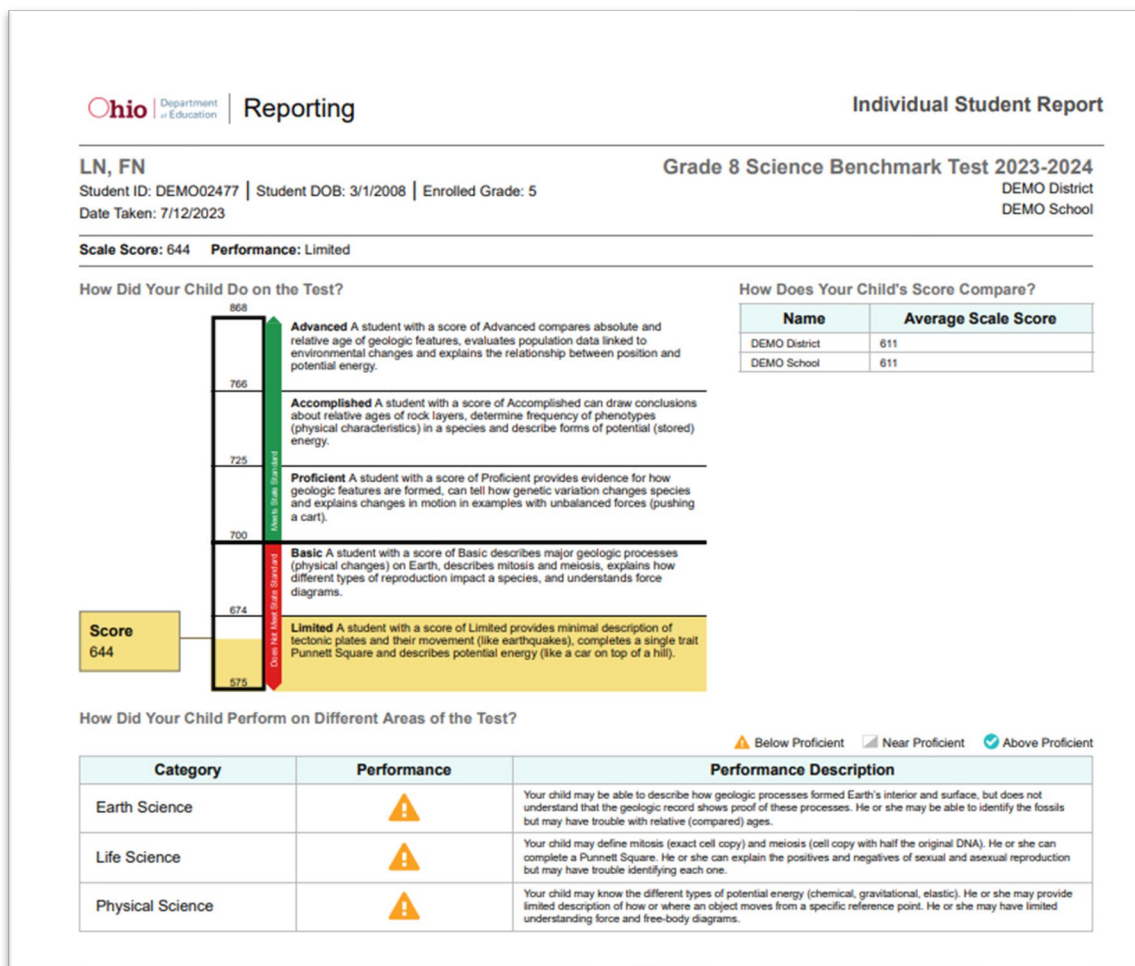 Ohio Department of Education Reporting
Individual Student Report
LN, FN
Grade 8 Science Benchmark Test 2023-2024
Student ID: DEMO02477 | Student DOB: 3/1/2008 | Enrolled Grade: 5
DEMO District
Date Taken: 7/12/2023
DEMO School
Scale Score: 644 Performance: Limited
How Did Your Child Do on the Test?
868
Advanced A student with a score of Advanced compares absolute and
relative age of geologic features, evaluates population data linked to
environmental changes and explains the relationship between position and
potential energy.
766
Accomplished A student with a score of Accomplished can draw conclusions
about relative ages of rock layers, determine frequency of phenotypes
(physical characteristics) in a species and describe forms of potential (stored)
energy.
725
Proficient A student with a score of Proficient provides evidence for how
geologic features are formed, can tell how genetic variation changes species
and explains changes in motion in examples with unbalanced forces (pushing
a cart).
700
Meets State Standard
Basic A student with a score of Basic describes major geologic processes
(physical changes) on Earth, describes mitosis and meiosis, explains how
different types of reproduction impact a species, and understands force
diagrams.
674
Limited A student with a score of Limited provides minimal description of
tectonic plates and their movement (like earthquakes), completes a single trait
Punnett Square and describes potential energy (like a car on top of a hill).
575
Does Not Meet State Standard
Score
644
How Does Your Child's Score Compare?
Name Average Scale Score
DEMO District 611
DEMO School 611
How Did Your Child Perform on Different Areas of the Test?
Below Proficient Near Proficient Above Proficient
Category Performance Performance Description
Earth Science
Your child may be able to describe how geologic processes formed Earth's interior and surface, but does not
understand that the geologic record shows proof of these processes. He or she may be able to identify the fossils
but may have trouble with relative (compared) ages.
Life Science
Your child may define mitosis (exact cell copy) and meiosis (cell copy with half the original DNA). He or she can
complete a Punnett Square. He or she can explain the positives and negatives of sexual and asexual reproduction
but may have trouble identifying each one.
Physical Science
Your child may know the different types of potential energy (chemical, gravitational, elastic). He or she may provide
limited description of how or where an object moves from a specific reference point. He or she may have limited
understanding force and free-body diagrams.